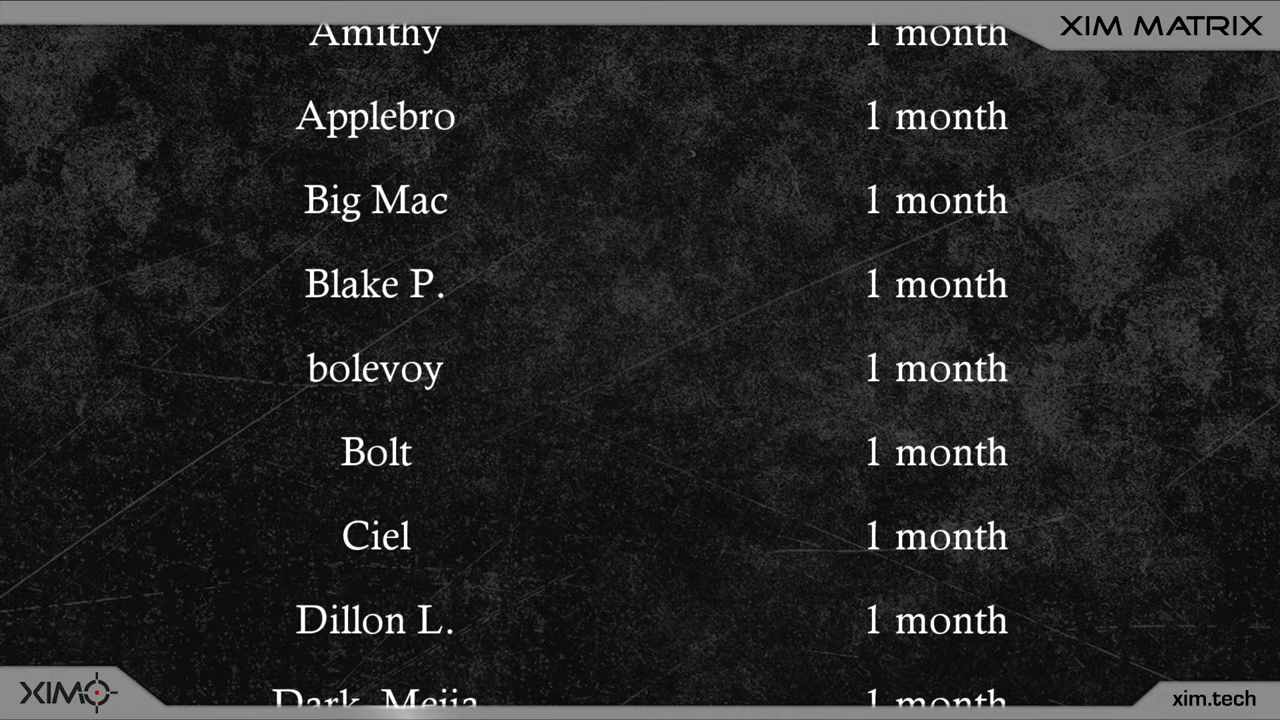 XIM MATRIX
Amithy 1 month
Applebro 1 month
Big Mac 1 month
Blake P. 1 month
bolevoy 1 month
Bolt 1 month
Ciel 1 month
Dillon L. 1 month
Dark 1 month
XIM
xim.tech